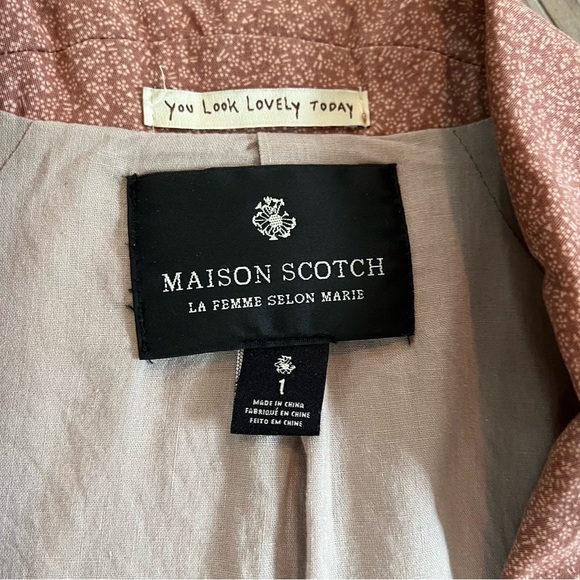 YOU LOOK LOVELY TODAY
MAISON SCOTCH
LA FEMME SELON MARIE
1
MADE IN CHINA
FABRIQUÉ EN CHINE
FEITO EM CHINE